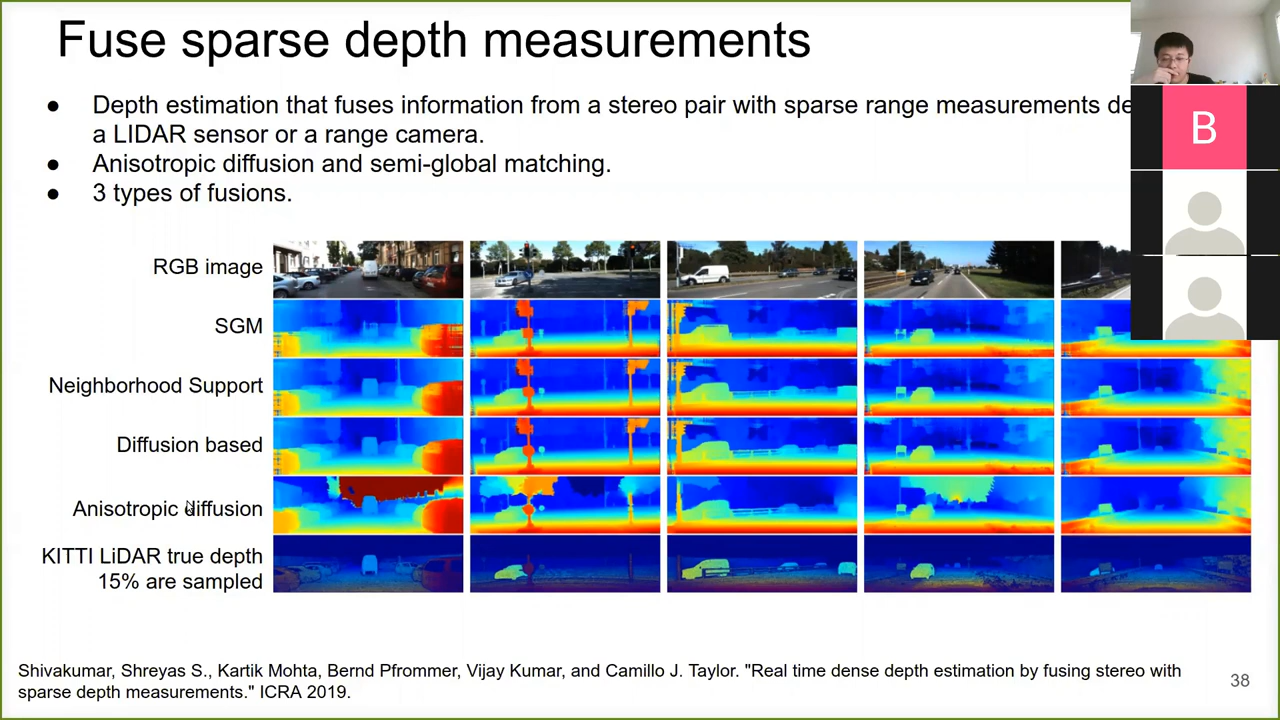 Fuse sparse depth measurements
● Depth estimation that fuses information from a stereo pair with sparse range measurements
a LIDAR sensor or a range camera.
● Anisotropic diffusion and semi-global matching.
● 3 types of fusions.
B
RGB image
SGM
Neighborhood Support
Diffusion based
Anisotropic diffusion
KITTI LiDAR true depth
15% are sampled
Shivakumar, Shreyas S., Kartik Mohta, Bernd Pfrommer, Vijay Kumar, and Camillo J. Taylor. "Real time dense depth estimation by fusing stereo with
sparse depth measurements." ICRA 2019.
38